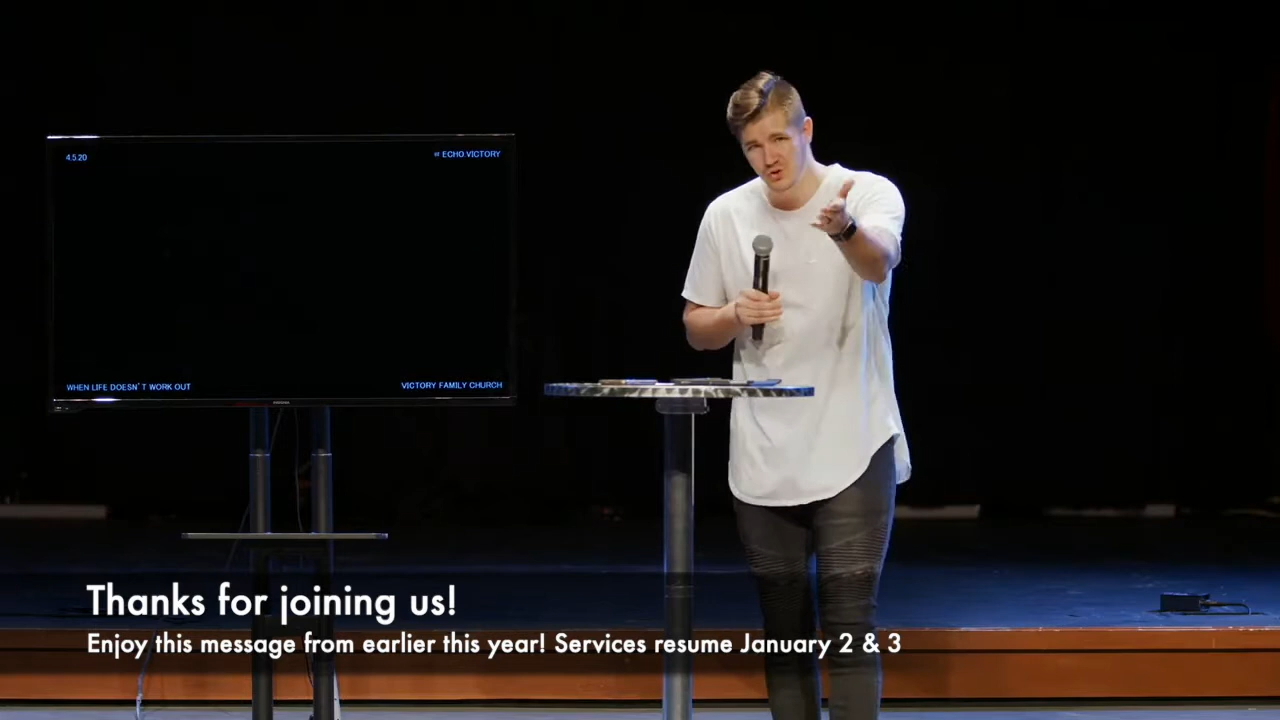 4.5.20
ECHO.VICTORY
WHEN LIFE DOESN'T WORK OUT
VICTORY FAMILY CHURCH
Thanks for joining us!
Enjoy this message from earlier this year! Services resume January 2 & 3